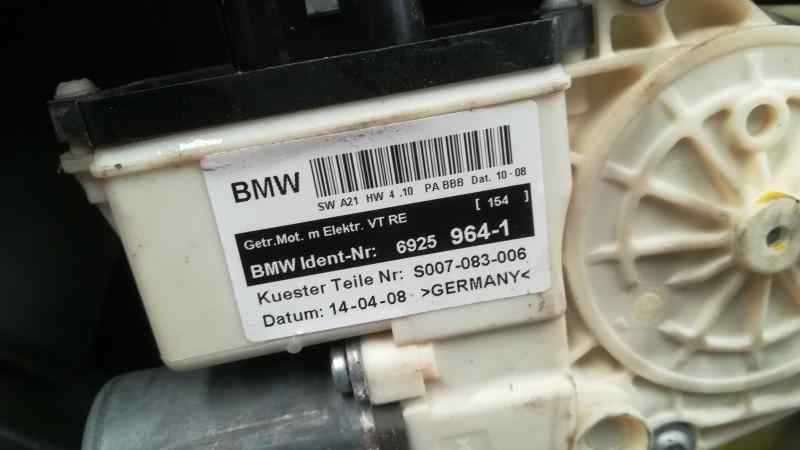 BMW
SW A21 HW 4 .10 PA BBB Dat. 10-08
Getr.Mot. m Elektr. VT RE [ 154 ]
BMW Ident-Nr: 6925 964-1
Kuester Teile Nr: S007-083-006
Datum: 14-04-08 >GERMANY<